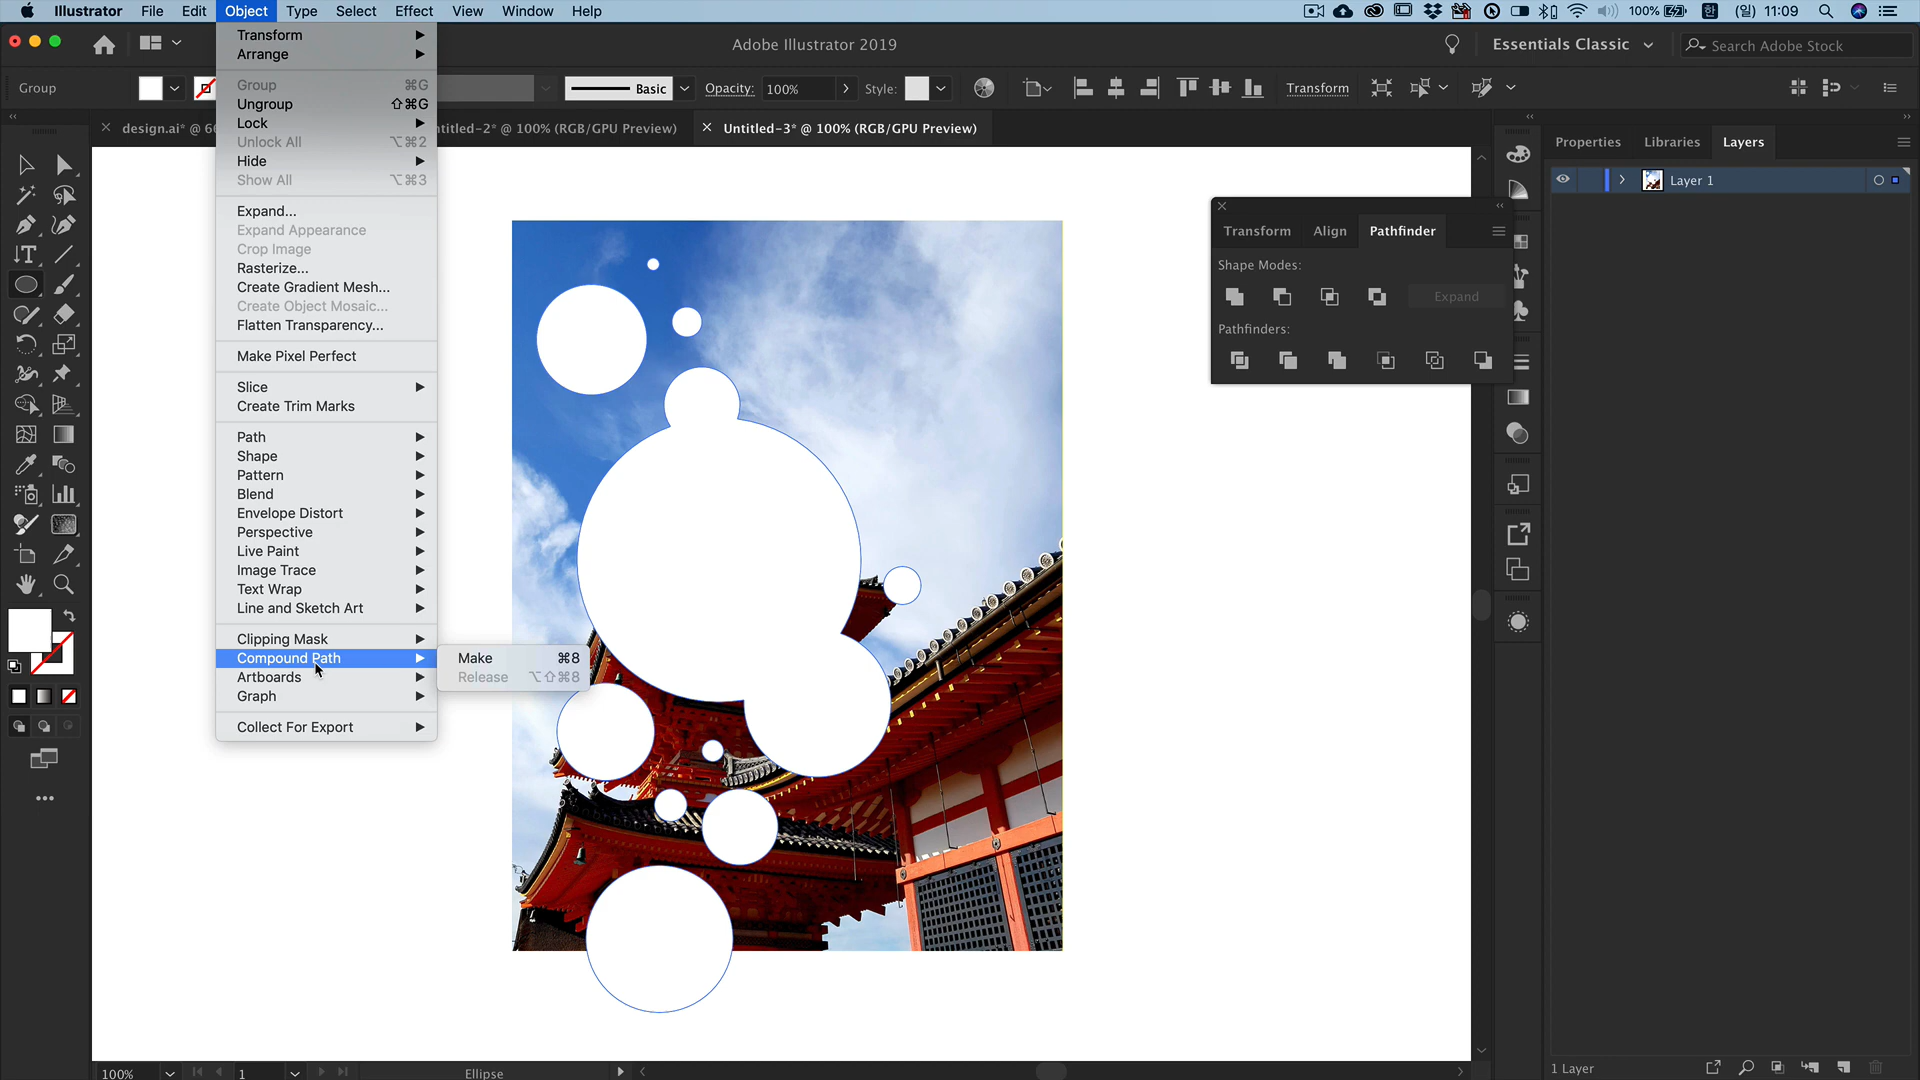 Illustrator File Edit Object Type Select Effect View Window Help 100% 한 (일) 11:09
Adobe Illustrator 2019 Essentials Classic Search Adobe Stock
Group Basic Opacity: 100% Style: Transform
design.ai* @ 66 ntitled-2* @ 100% (RGB/GPU Preview) × Untitled-3* @ 100% (RGB/GPU Preview)
Transform
Arrange
Group ⌘G
Ungroup ⇧⌘G
Lock
Unlock All ⌥⌘2
Hide
Show All ⌥⌘3
Expand...
Expand Appearance
Crop Image
Rasterize...
Create Gradient Mesh...
Create Object Mosaic...
Flatten Transparency...
Make Pixel Perfect
Slice
Create Trim Marks
Path
Shape
Pattern
Blend
Envelope Distort
Perspective
Live Paint
Image Trace
Text Wrap
Line and Sketch Art
Clipping Mask
Compound Path
Artboards
Graph
Collect For Export
Make ⌘8
Release ⌥⇧⌘8
Transform Align Pathfinder
Shape Modes:
Expand
Pathfinders:
Properties Libraries Layers
Layer 1
100% 1 Ellipse
1 Layer